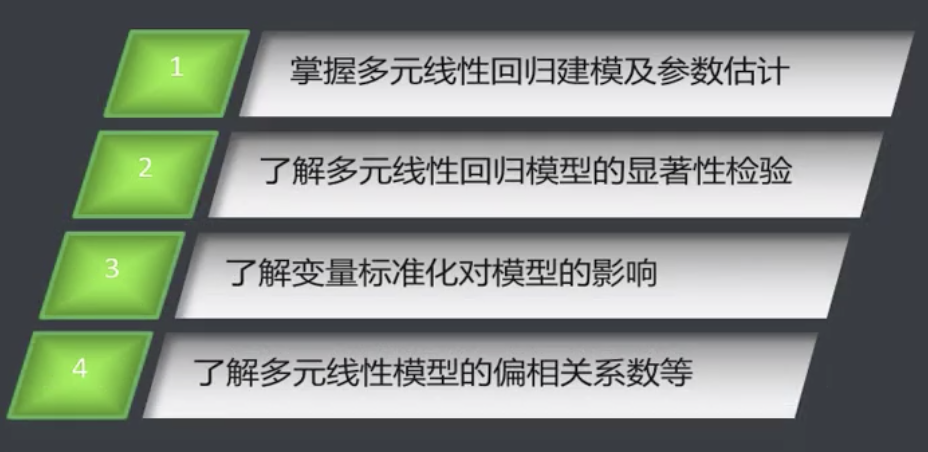 1 掌握多元线性回归建模及参数估计
2 了解多元线性回归模型的显著性检验
3 了解变量标准化对模型的影响
4 了解多元线性模型的偏相关系数等